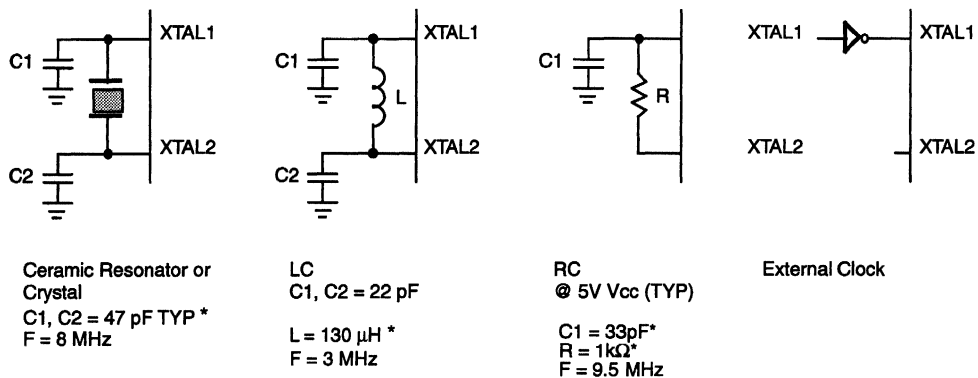 XTAL1
C1
XTAL2
C2
Ceramic Resonator or
Crystal
C1, C2 = 47 pF TYP *
F = 8 MHz
XTAL1
C1
L
XTAL2
C2
LC
C1, C2 = 22 pF
L = 130 μH *
F = 3 MHz
XTAL1
C1
R
XTAL2
RC
@ 5V Vcc (TYP)
C1 = 33pF*
R = 1kΩ*
F = 9.5 MHz
XTAL1
XTAL2
External Clock